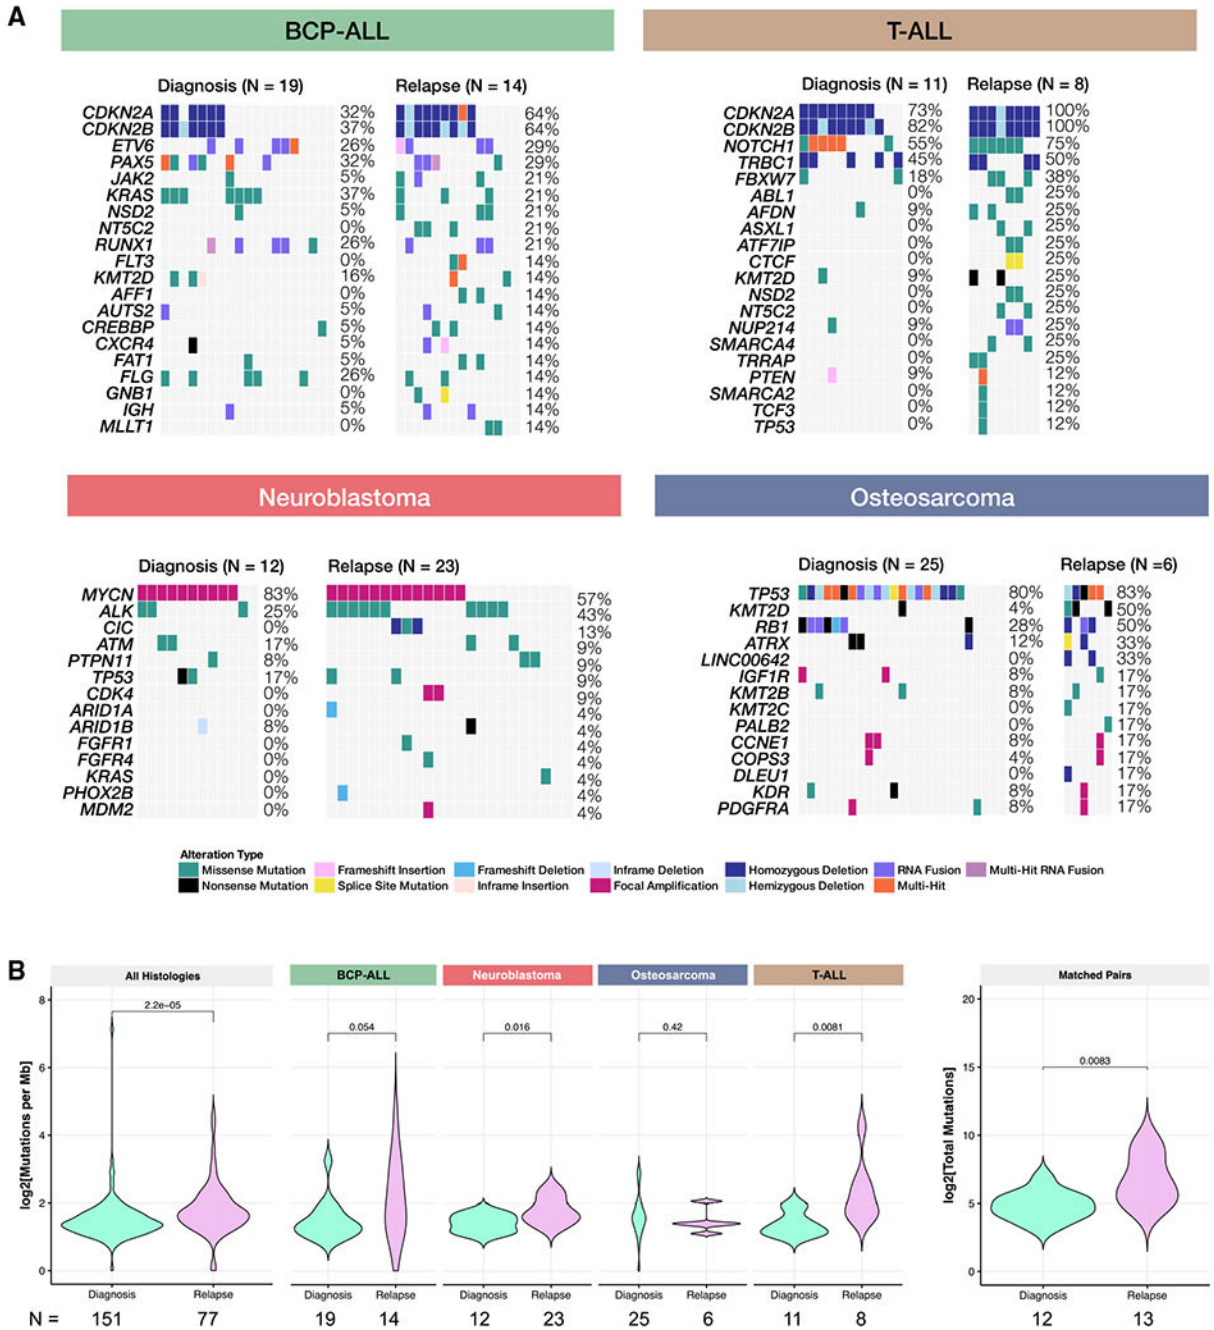 A
BCP-ALL
T-ALL
Diagnosis (N = 19)
Relapse (N = 14)
CDKN2A 32% 64%
CDKN2B 37% 64%
ETV6 26% 29%
PAX5 32% 29%
JAK2 5% 21%
KRAS 37% 21%
NSD2 5% 21%
NT5C2 0% 21%
RUNX1 26% 21%
FLT3 0% 14%
KMT2D 16% 14%
AFF1 0% 14%
AUTS2 5% 14%
CREBBP 5% 14%
CXCR4 5% 14%
FAT1 5% 14%
FLG 26% 14%
GNB1 0% 14%
IGH 5% 14%
MLLT1 0% 14%
Diagnosis (N = 11)
Relapse (N = 8)
CDKN2A 73% 100%
CDKN2B 82% 100%
NOTCH1 55% 75%
TRBC1 45% 50%
FBXW7 18% 38%
ABL1 0% 25%
AFDN 9% 25%
ASXL1 0% 25%
ATF7IP 0% 25%
CTCF 0% 25%
KMT2D 9% 25%
NSD2 0% 25%
NT5C2 0% 25%
NUP214 9% 25%
SMARCA4 0% 25%
TRRAP 0% 25%
PTEN 9% 12%
SMARCA2 0% 12%
TCF3 0% 12%
TP53 0% 12%
Neuroblastoma
Osteosarcoma
Diagnosis (N = 12)
Relapse (N = 23)
MYCN 83% 57%
ALK 25% 43%
CIC 0% 13%
ATM 17% 9%
PTPN11 8% 9%
TP53 17% 9%
CDK4 0% 9%
ARID1A 0% 4%
ARID1B 8% 4%
FGFR1 0% 4%
FGFR4 0% 4%
KRAS 0% 4%
PHOX2B 0% 4%
MDM2 0% 4%
Diagnosis (N = 25)
Relapse (N =6)
TP53 80% 83%
KMT2D 4% 50%
RB1 28% 50%
ATRX 12% 33%
LINC00642 0% 33%
IGF1R 8% 17%
KMT2B 8% 17%
KMT2C 0% 17%
PALB2 0% 17%
CCNE1 8% 17%
COPS3 4% 17%
DLEU1 0% 17%
KDR 8% 17%
PDGFRA 8% 17%
Alteration Type
Missense Mutation Frameshift Insertion Frameshift Deletion Inframe Deletion Homozygous Deletion RNA Fusion Multi-Hit RNA Fusion
Nonsense Mutation Splice Site Mutation Inframe Insertion Focal Amplification Hemizygous Deletion Multi-Hit
B
All Histologies
BCP-ALL
Neuroblastoma
Osteosarcoma
T-ALL
Matched Pairs
log2[Mutations per Mb]
8
6
4
2
0
2.2e-05
0.054
0.016
0.42
0.0081
log2[Total Mutations]
20
15
10
5
0
0.0083
Diagnosis Relapse Diagnosis Relapse Diagnosis Relapse Diagnosis Relapse Diagnosis Relapse Diagnosis Relapse
N = 151 77 19 14 12 23 25 6 11 8 12 13